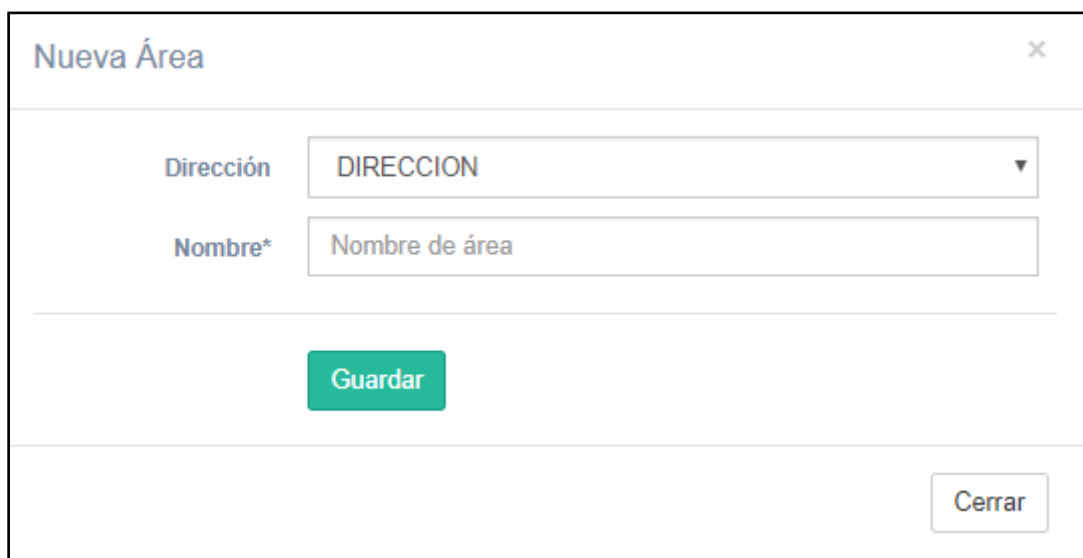 Nueva Área ×
Dirección DIRECCION
Nombre* Nombre de área
Guardar
Cerrar